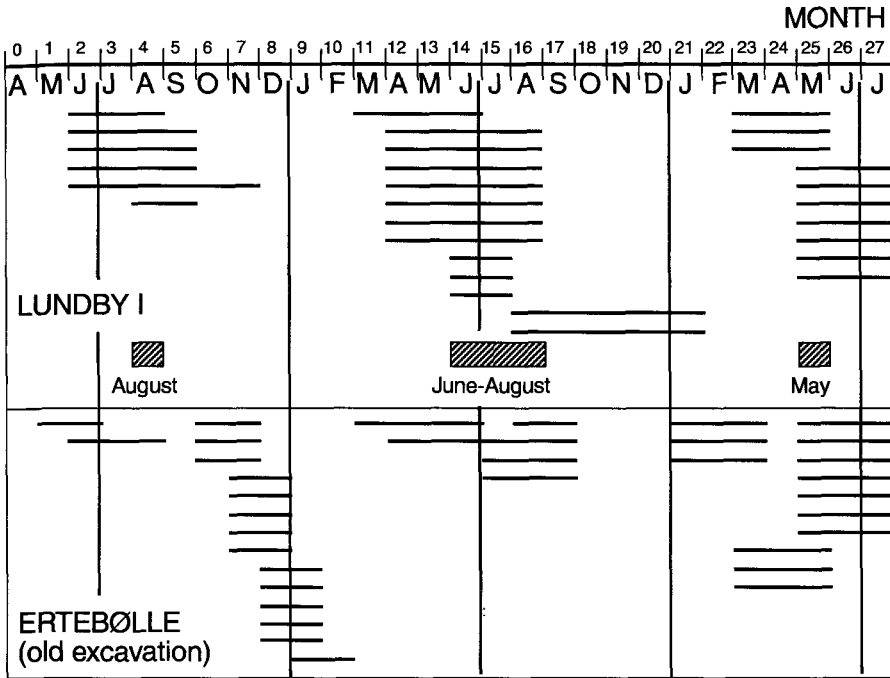 MONTH
0 1 2 3 4 5 6 7 8 9 10 11 12 13 14 15 16 17 18 19 20 21 22 23 24 25 26 27
A M J J A S O N D J F M A M J J A S O N D J F M A M J J
LUNDBY I
August June-August May
ERTEBØLLE
(old excavation)